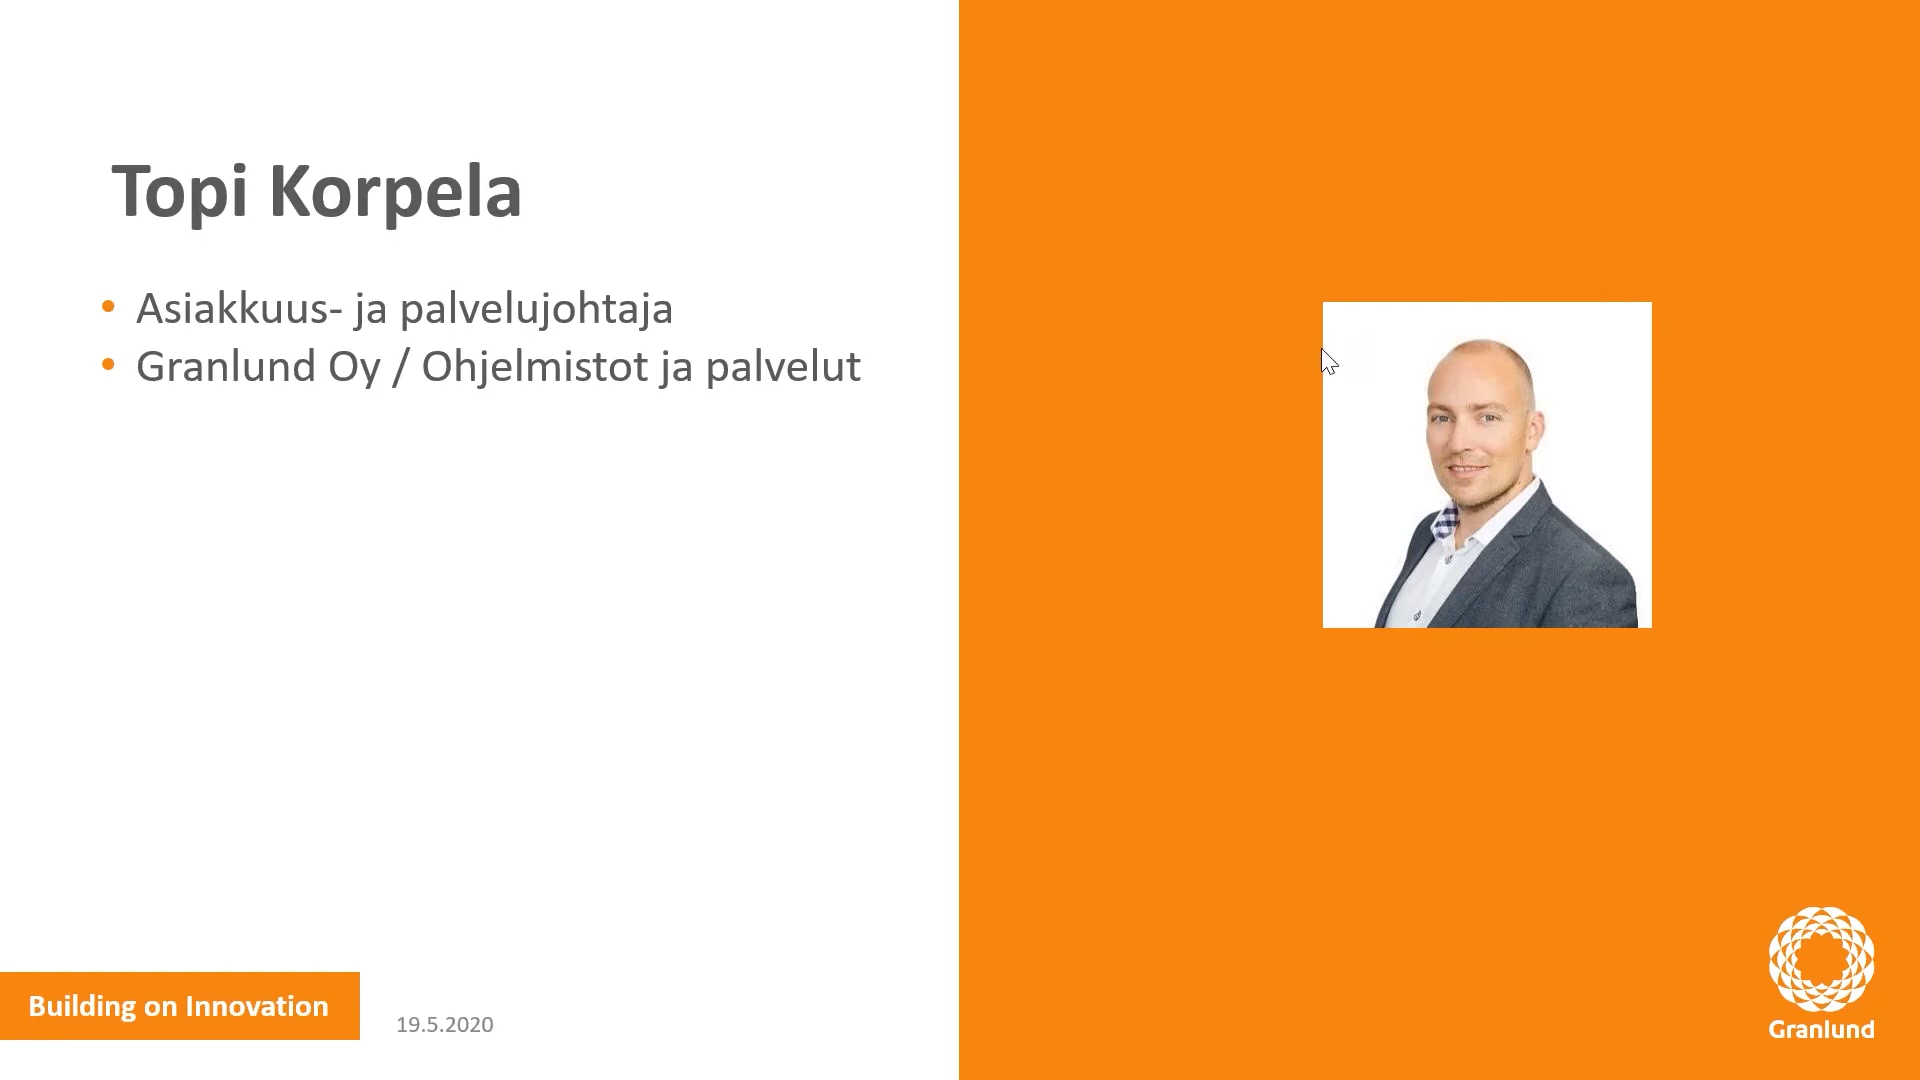 Topi Korpela
• Asiakkuus- ja palvelujohtaja
• Granlund Oy / Ohjelmistot ja palvelut
Building on Innovation
19.5.2020
Granlund